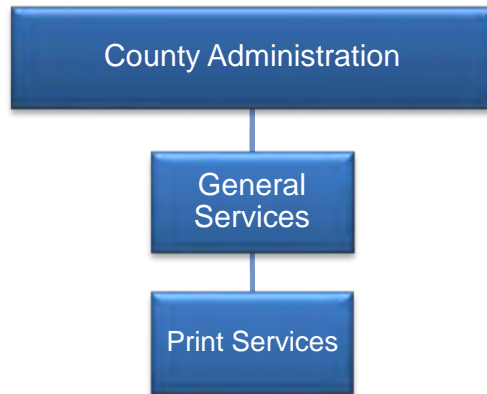 County Administration
General
Services
Print Services